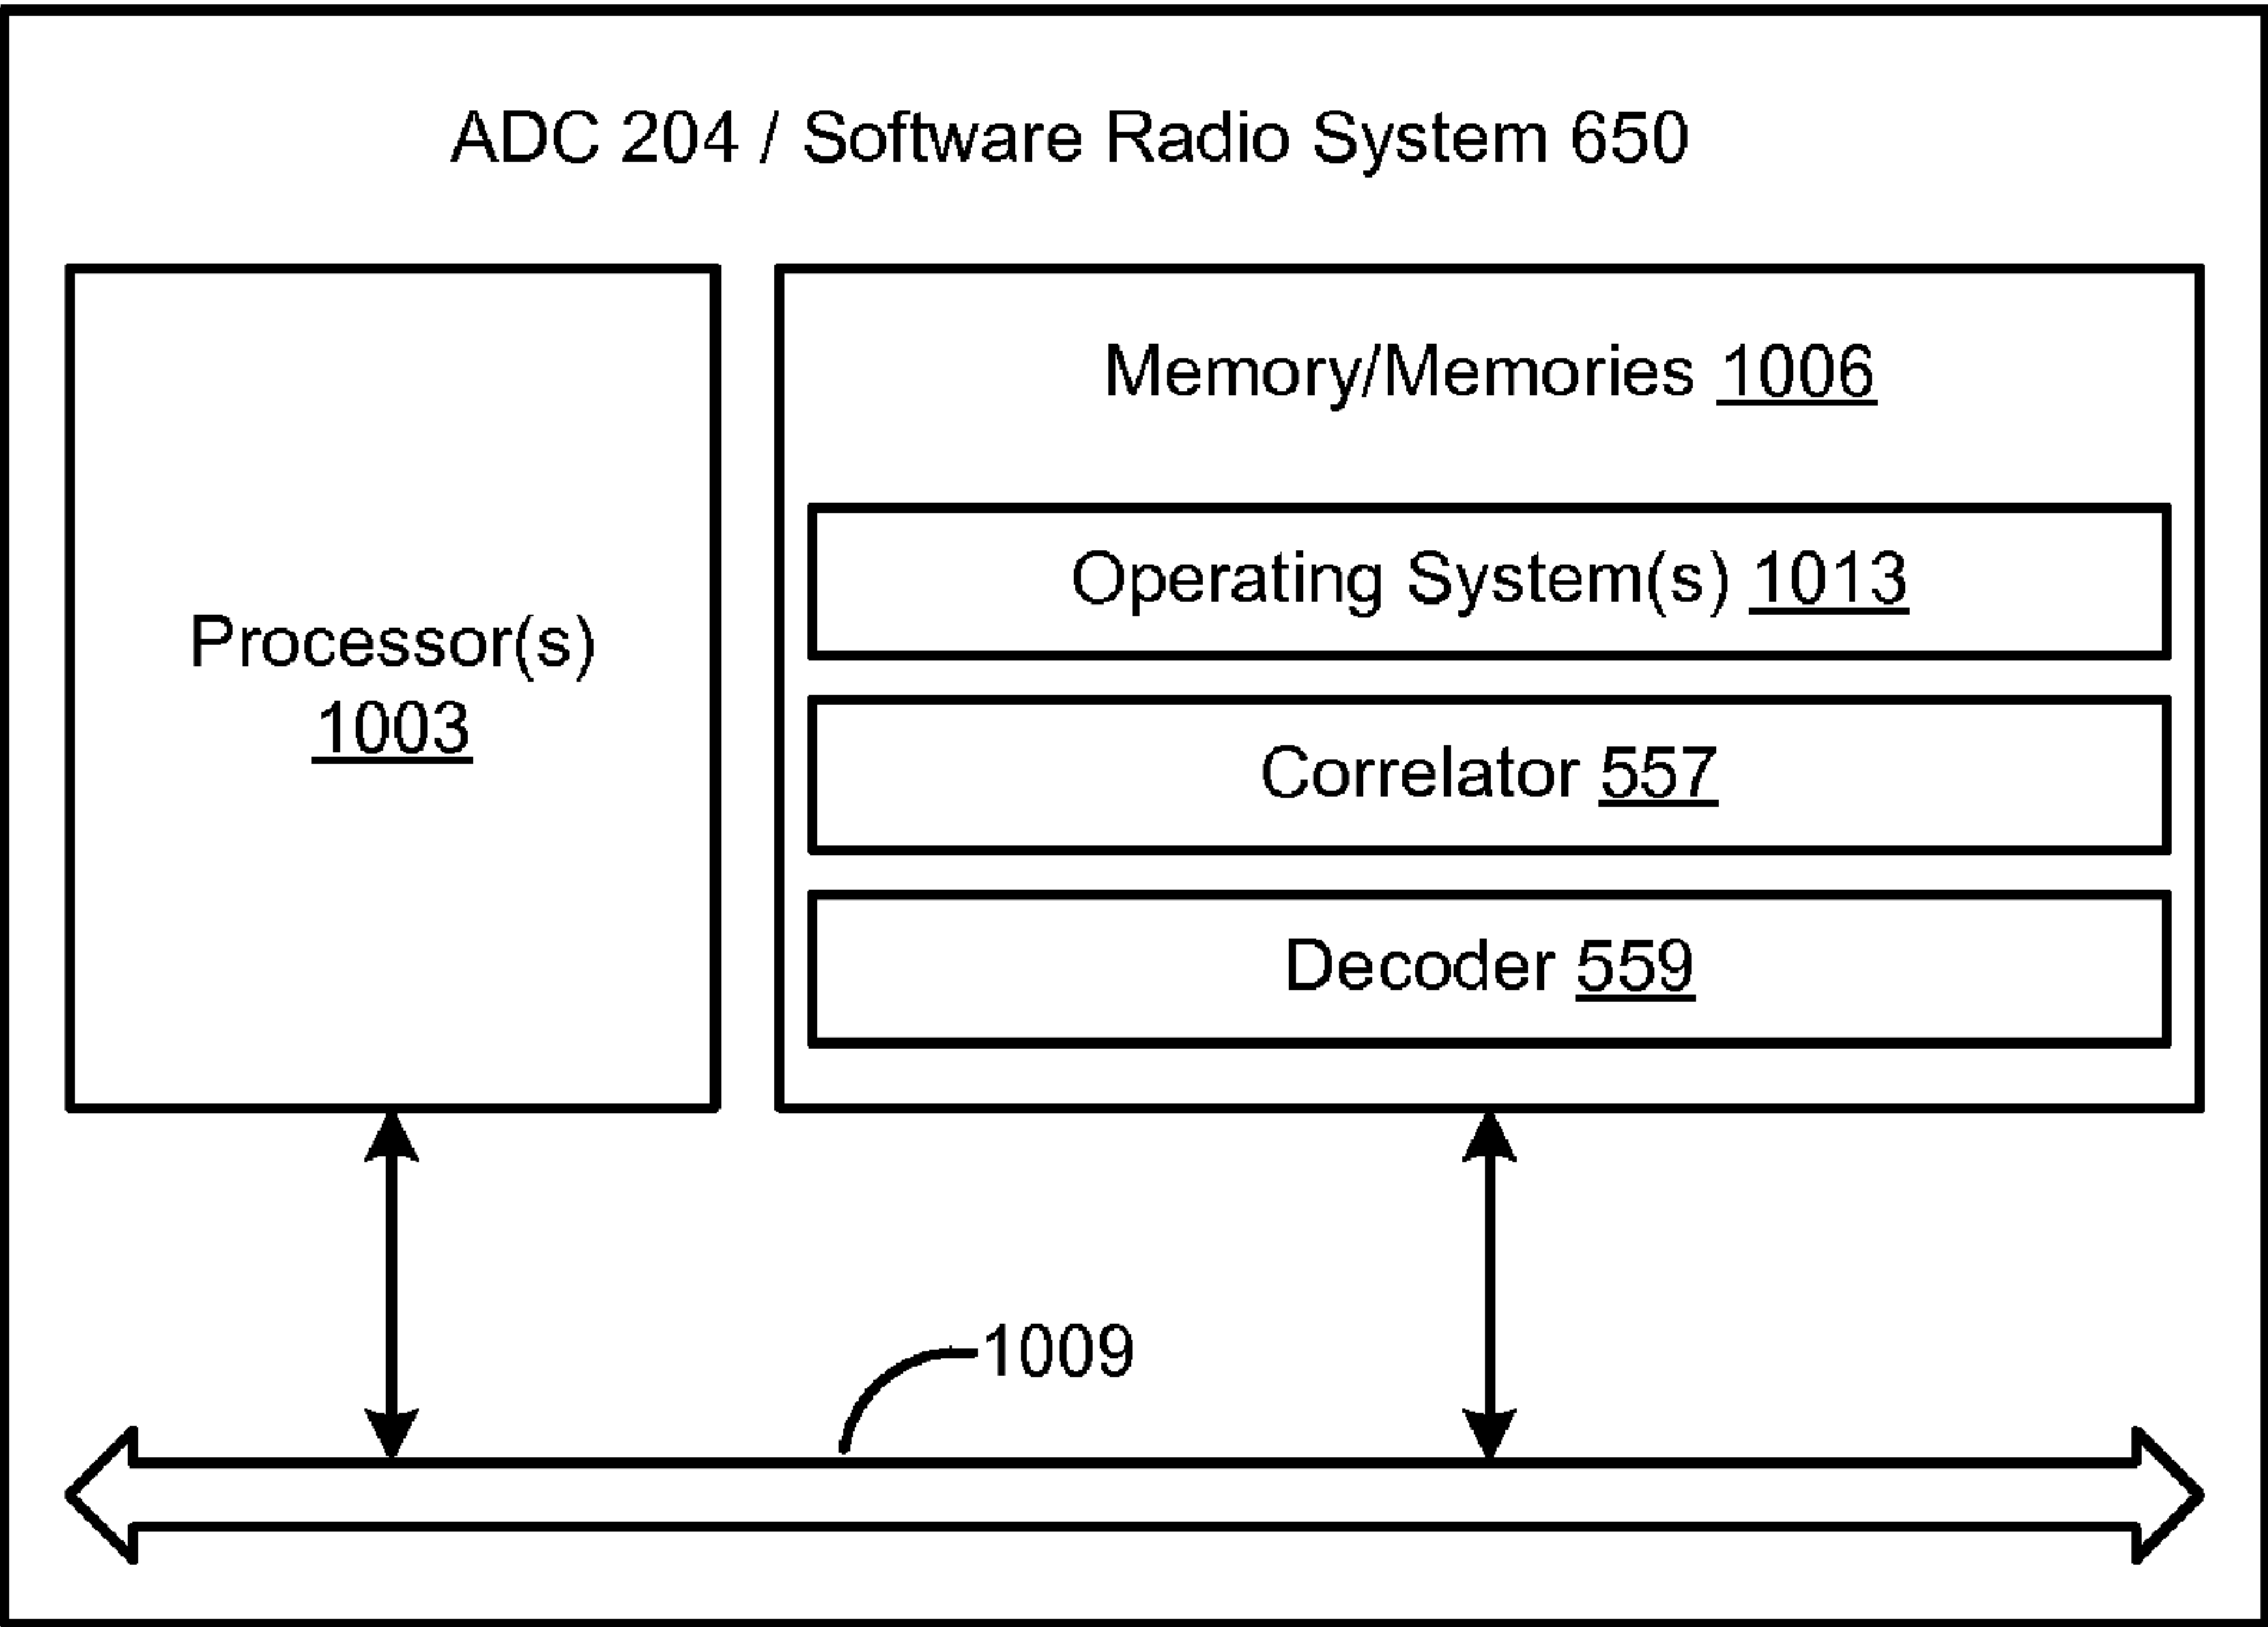 ADC 204 / Software Radio System 650
Processor(s)
1003
Memory/Memories 1006
Operating System(s) 1013
Correlator 557
Decoder 559
1009